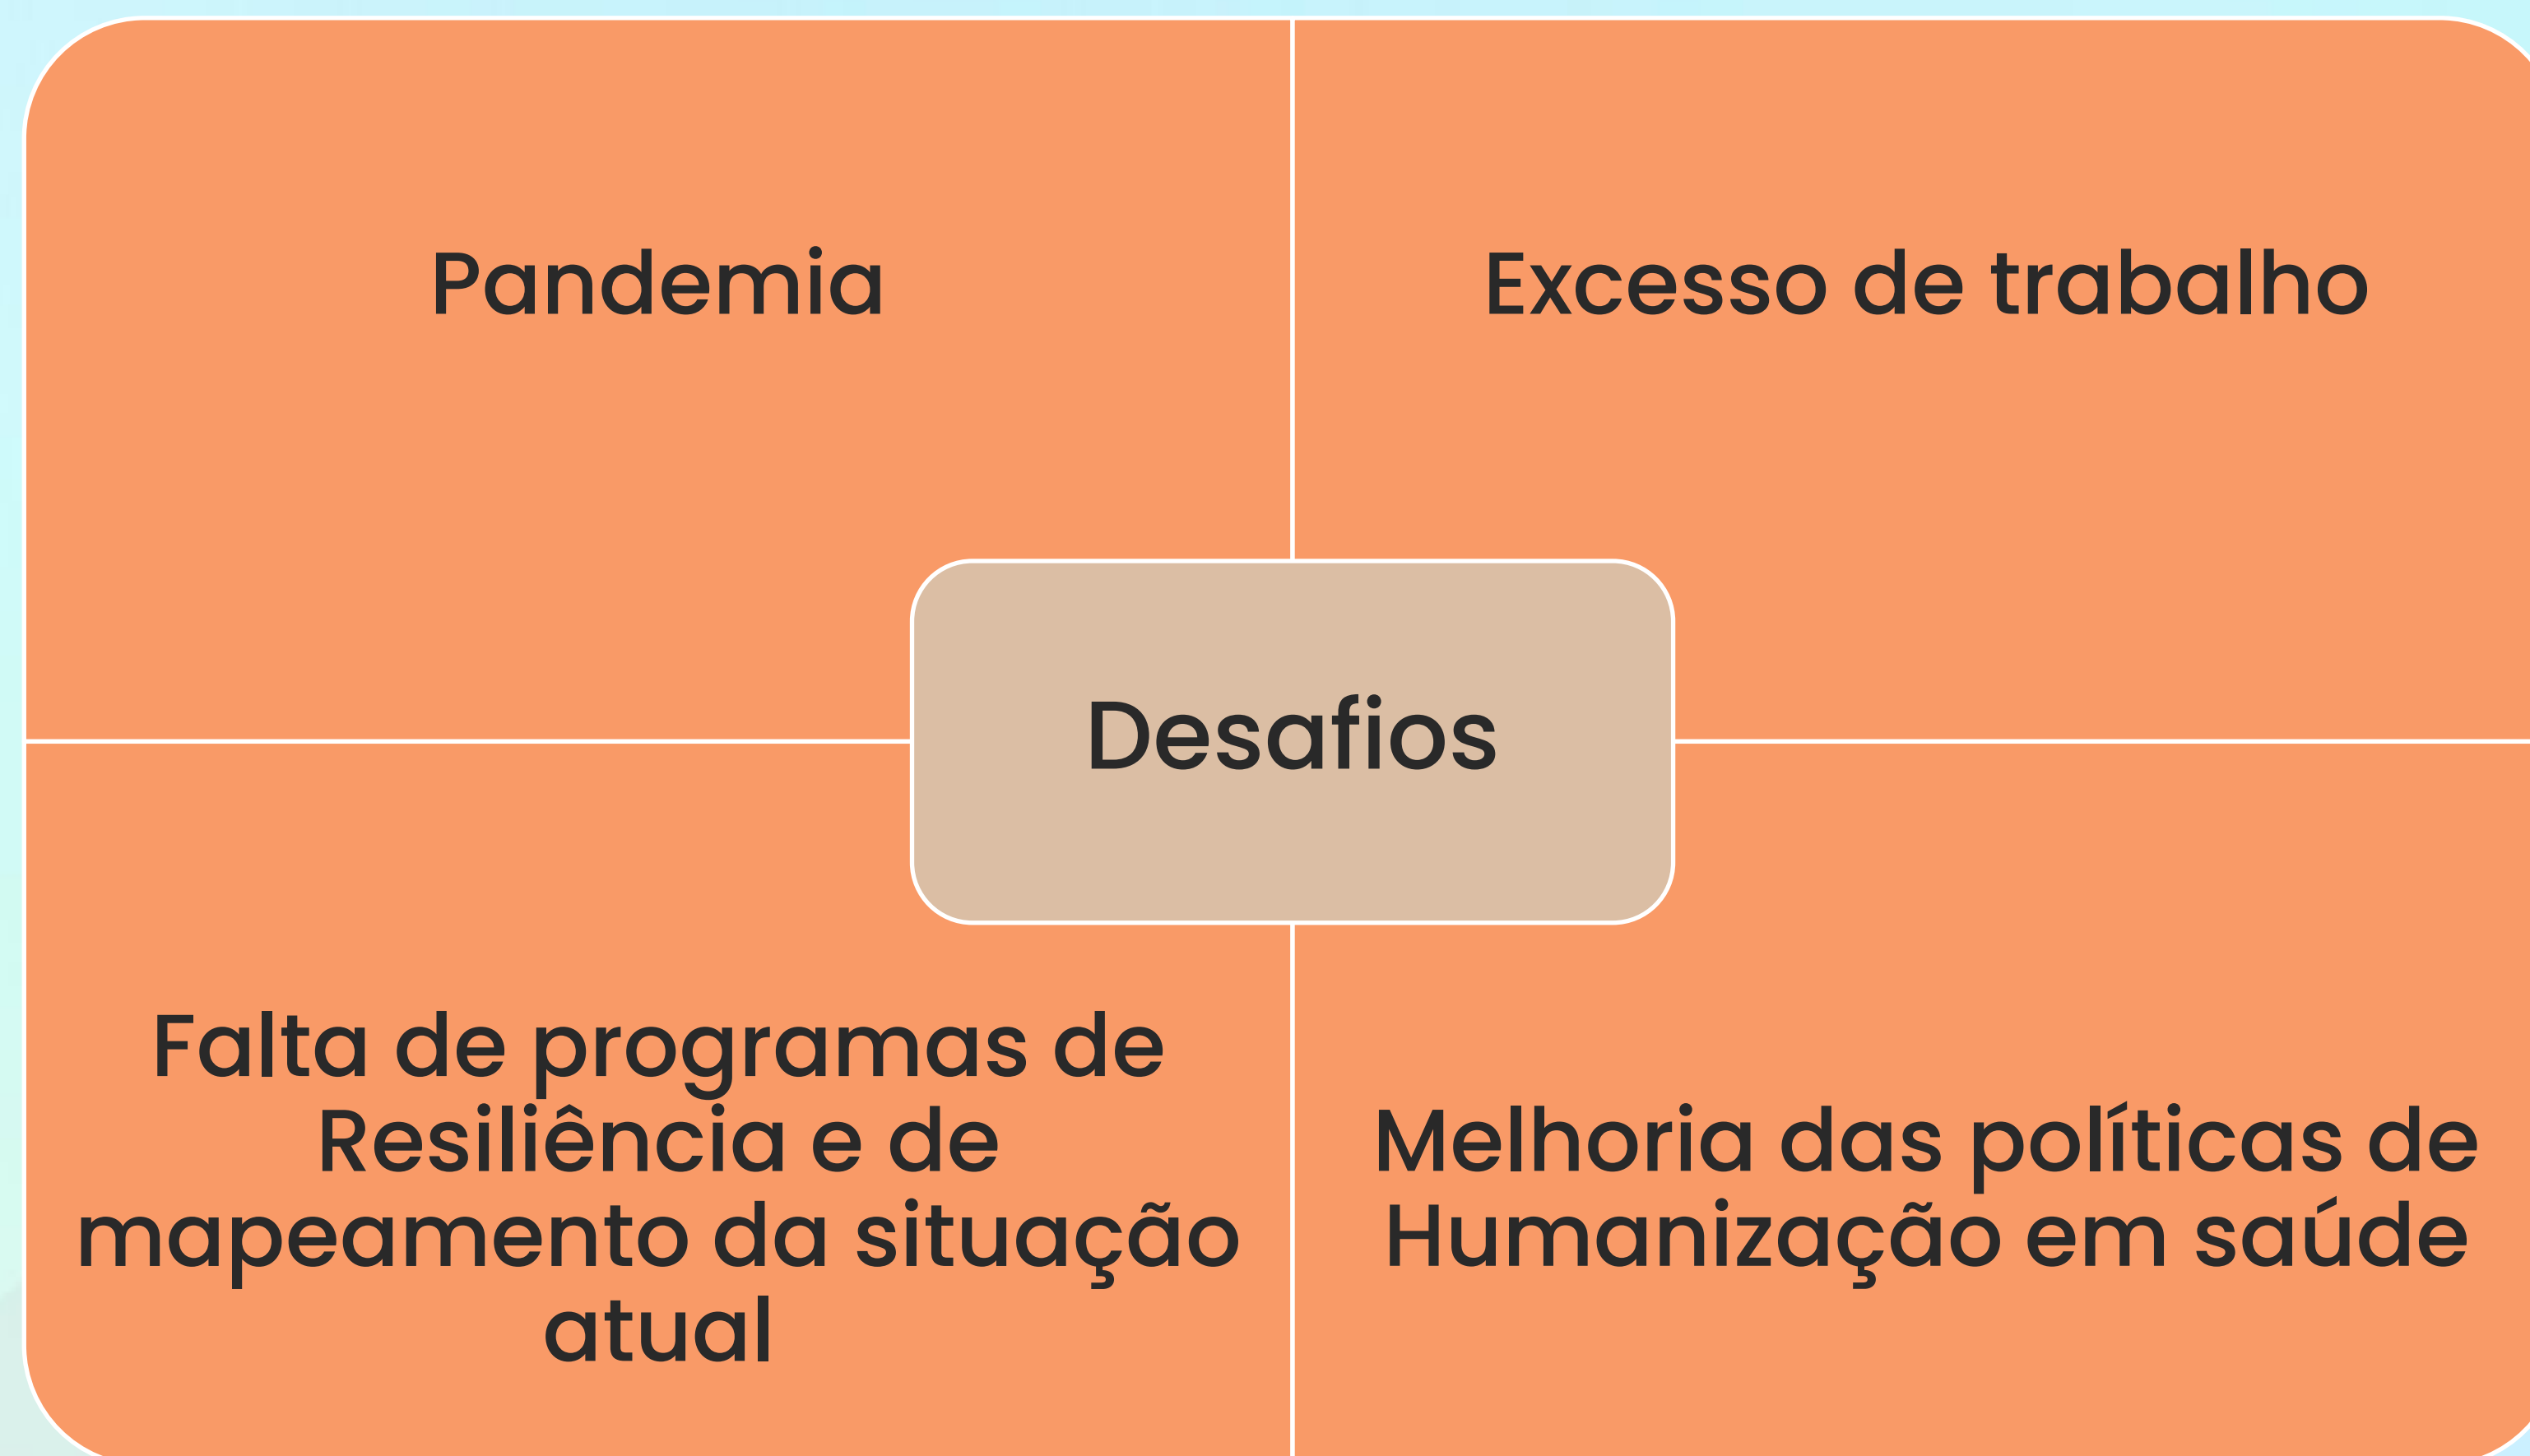 Pandemia
Excesso de trabalho
Desafios
Falta de programas de
Resiliência e de
mapeamento da situação
atual
Melhoria das políticas de
Humanização em saúde